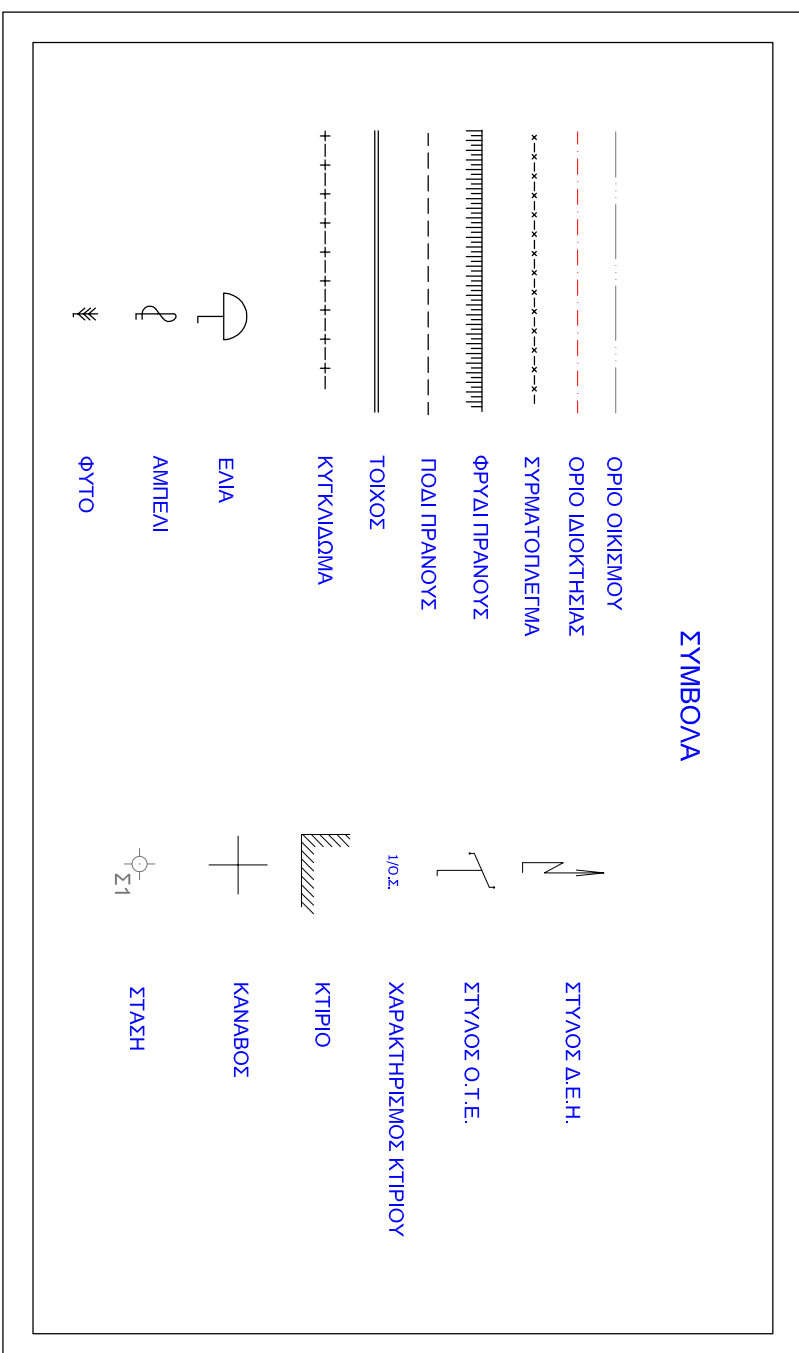 ΣΥΜΒΟΛΑ
ΟΡΙΟ ΟΙΚΙΣΜΟΥ
ΟΡΙΟ ΙΔΙΟΚΤΗΣΙΑΣ
ΣΥΡΜΑΤΟΠΛΕΓΜΑ
ΦΡΥΔΙ ΠΡΑΝΟΥΣ
ΠΟΔΙ ΠΡΑΝΟΥΣ
ΤΟΙΧΟΣ
ΚΥΓΚΛΙΔΩΜΑ
ΕΛΙΑ
ΑΜΠΕΛΙ
ΦΥΤΟ
ΣΤΥΛΟΣ Δ.Ε.Η.
ΣΤΥΛΟΣ Ο.Τ.Ε.
1/Ο.Σ.
ΧΑΡΑΚΤΗΡΙΣΜΟΣ ΚΤΙΡΙΟΥ
ΚΤΙΡΙΟ
ΚΑΝΑΒΟΣ
Σ1
ΣΤΑΣΗ